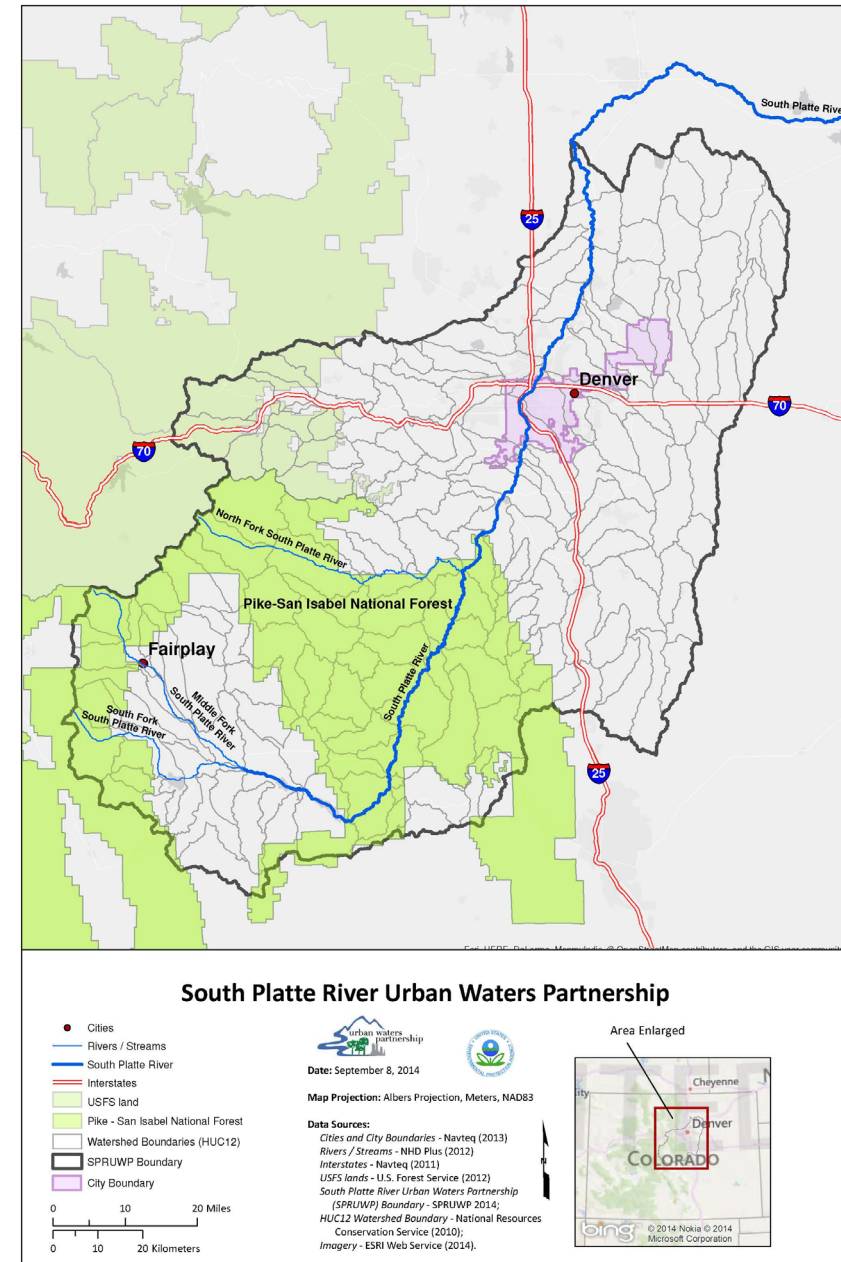 South Platte River
25
Denver
70
70
North Fork South Platte River
Pike-San Isabel National Forest
Fairplay
Middle Fork
South Platte River
South Fork
South Platte River
South Platte River
25
South Platte River Urban Waters Partnership
Cities
Rivers / Streams
South Platte River
Interstates
USFS land
Pike - San Isabel National Forest
Watershed Boundaries (HUC12)
SPRUWP Boundary
City Boundary
0 10 20 Miles
0 10 20 Kilometers
urban waters
partnership
Date: September 8, 2014
Map Projection: Albers Projection, Meters, NAD83
Data Sources:
Cities and City Boundaries - Navteq (2013)
Rivers / Streams - NHD Plus (2012)
Interstates - Navteq (2011)
USFS lands - U.S. Forest Service (2012)
South Platte River Urban Waters Partnership
(SPRUWP) Boundary - SPRUWP 2014;
HUC12 Watershed Boundary - National Resources
Conservation Service (2010);
Imagery - ESRI Web Service (2014).
UNITED STATES
ENVIRONMENTAL PROTECTION AGENCY
N
Area Enlarged
City
Cheyenne
Denver
COLORADO
bing
© 2014 Nokia © 2014
Microsoft Corporation